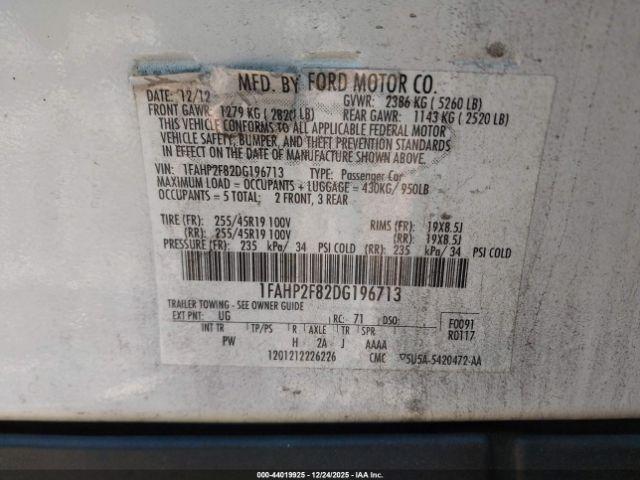 MFD. BY FORD MOTOR CO.
DATE: 12/12 GVWR: 2386 KG ( 5260 LB)
FRONT GAWR: 1279 KG ( 2820 LB) REAR GAWR: 1143 KG ( 2520 LB)
THIS VEHICLE CONFORMS TO ALL APPLICABLE FEDERAL MOTOR
VEHICLE SAFETY, BUMPER, AND THEFT PREVENTION STANDARDS
IN EFFECT ON THE DATE OF MANUFACTURE SHOWN ABOVE.
VIN: 1FAHP2F82DG196713 TYPE: Passenger Car
MAXIMUM LOAD = OCCUPANTS + LUGGAGE = 430KG/ 950LB
OCCUPANTS = 5 TOTAL; 2 FRONT, 3 REAR
TIRE (FR): 255/45R19 100V RIMS (FR): 19X8.5J
(RR): 255/45R19 100V (RR): 19X8.5J
PRESSURE (FR): 235 kPa/ 34 PSI COLD (RR): 235 kPa/ 34 PSI COLD
1FAHP2F82DG196713
TRAILER TOWING - SEE OWNER GUIDE
EXT PNT: UG RC: 71 DSO: F0091
INT TR TP/PS R AXLE TR SPR R0117
PW H 2A J AAAA
1201212226226 CMC 5U5A-5420472-AA
000-44019925 - 12/24/2025 - IAAI, INC.